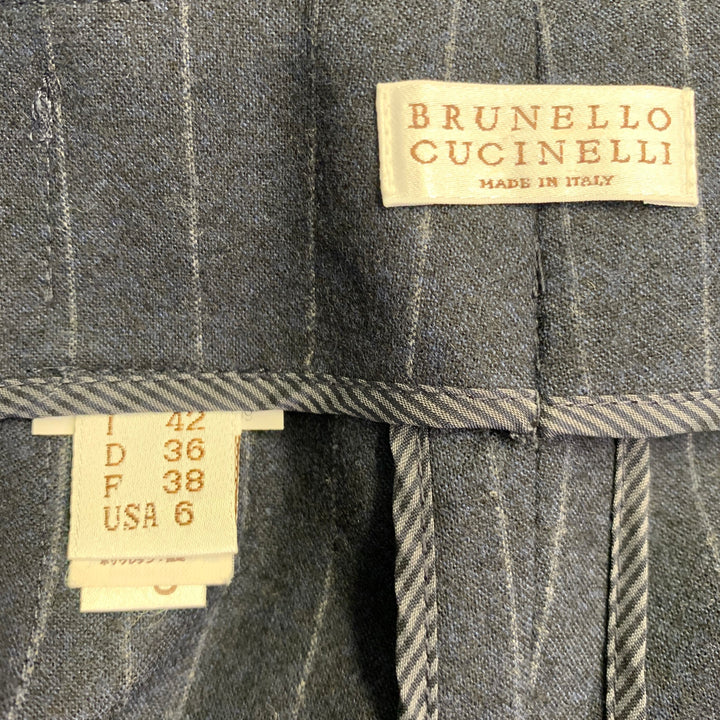 BRUNELLO
CUCINELLI
MADE IN ITALY
I 42
D 36
F 38
USA 6